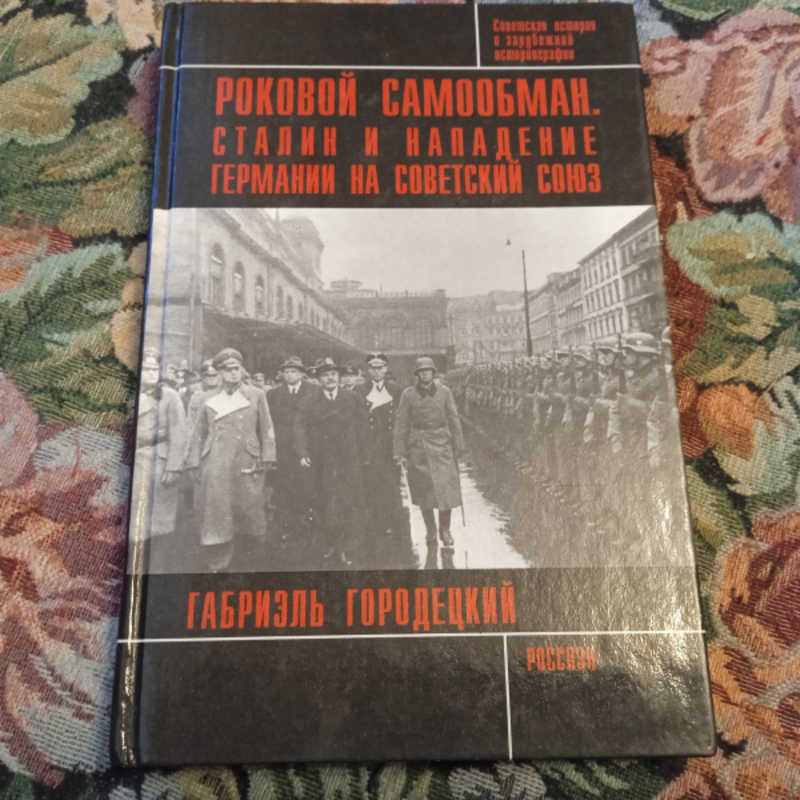 Советская история
в зарубежной
историографии
РОКОВОЙ САМООБМАН.
СТАЛИН И НАПАДЕНИЕ
ГЕРМАНИИ НА СОВЕТСКИЙ СОЮЗ
ГАБРИЭЛЬ ГОРОДЕЦКИЙ
РОССПЭН